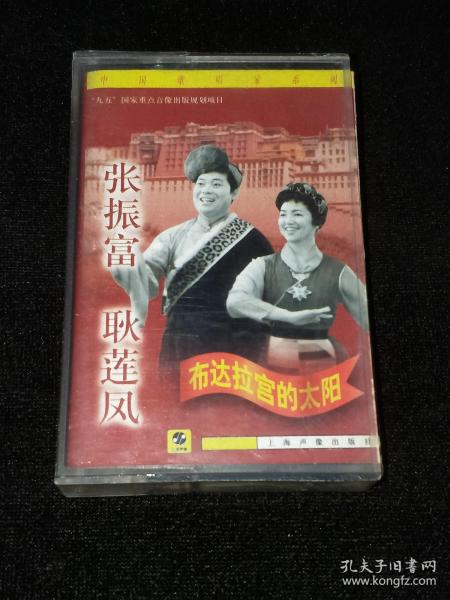 中国歌唱家系列
"九五"国家重点音像出版规划项目
张振富
耿莲凤
布达拉宫的太阳
上海声像出版社
孔夫子旧书网
www.kongfz.com